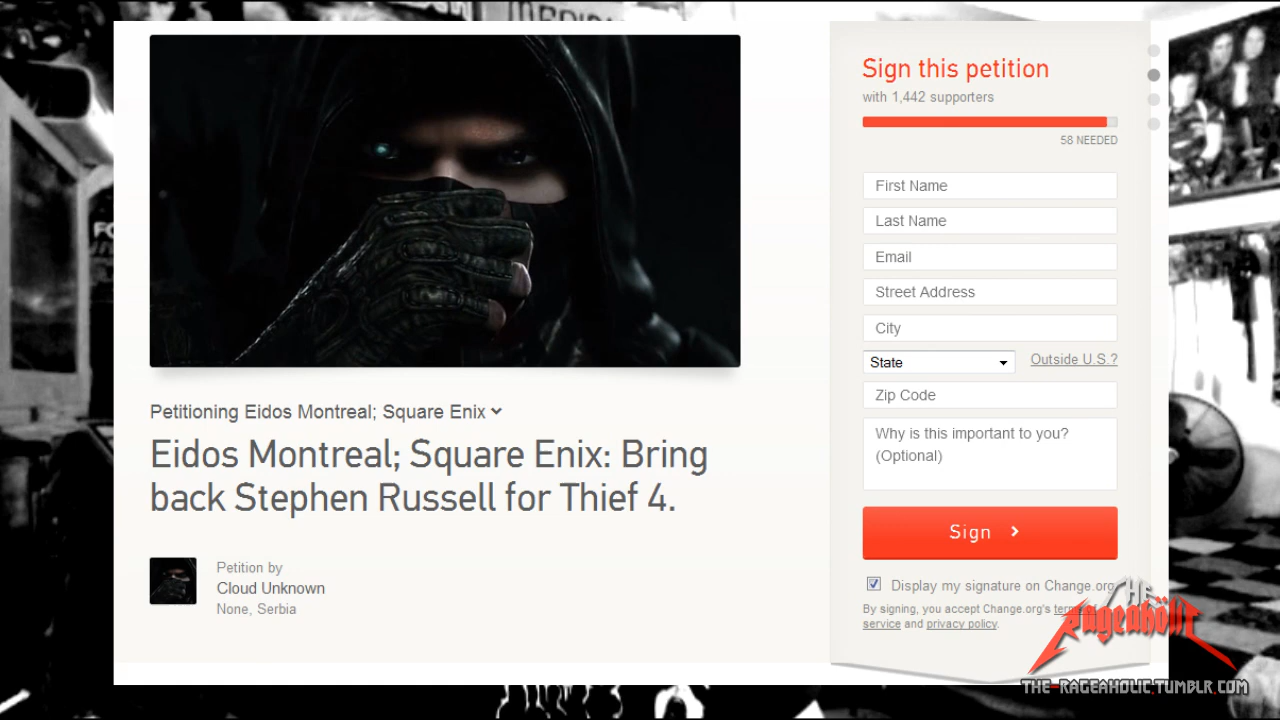 Petitioning Eidos Montreal; Square Enix
Eidos Montreal; Square Enix: Bring
back Stephen Russell for Thief 4.
Petition by
Cloud Unknown
None, Serbia
Sign this petition
with 1,442 supporters
58 NEEDED
First Name
Last Name
Email
Street Address
City
State
Outside U.S.?
Zip Code
Why is this important to you?
(Optional)
Sign
Display my signature on Change.org
By signing, you accept Change.org's terms of
service and privacy policy.
THE
Rageaholic
THE-RAGEAHOLIC.TUMBLR.COM